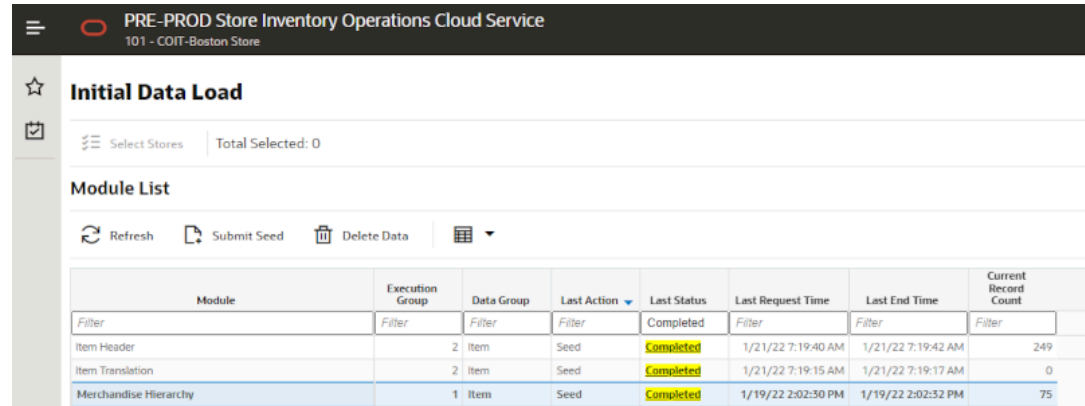 PRE-PROD Store Inventory Operations Cloud Service
101 - COIT-Boston Store
Initial Data Load
Select Stores Total Selected: 0
Module List
Refresh Submit Seed Delete Data
Module Execution Group Data Group Last Action Last Status Last Request Time Last End Time Current Record Count
Filter Filter Filter Filter Completed Filter Filter Filter
Item Header 2 Item Seed Completed 1/21/22 7:19:40 AM 1/21/22 7:19:42 AM 249
Item Translation 2 Item Seed Completed 1/21/22 7:19:15 AM 1/21/22 7:19:17 AM 0
Merchandise Hierarchy 1 Item Seed Completed 1/19/22 2:02:30 PM 1/19/22 2:02:32 PM 75